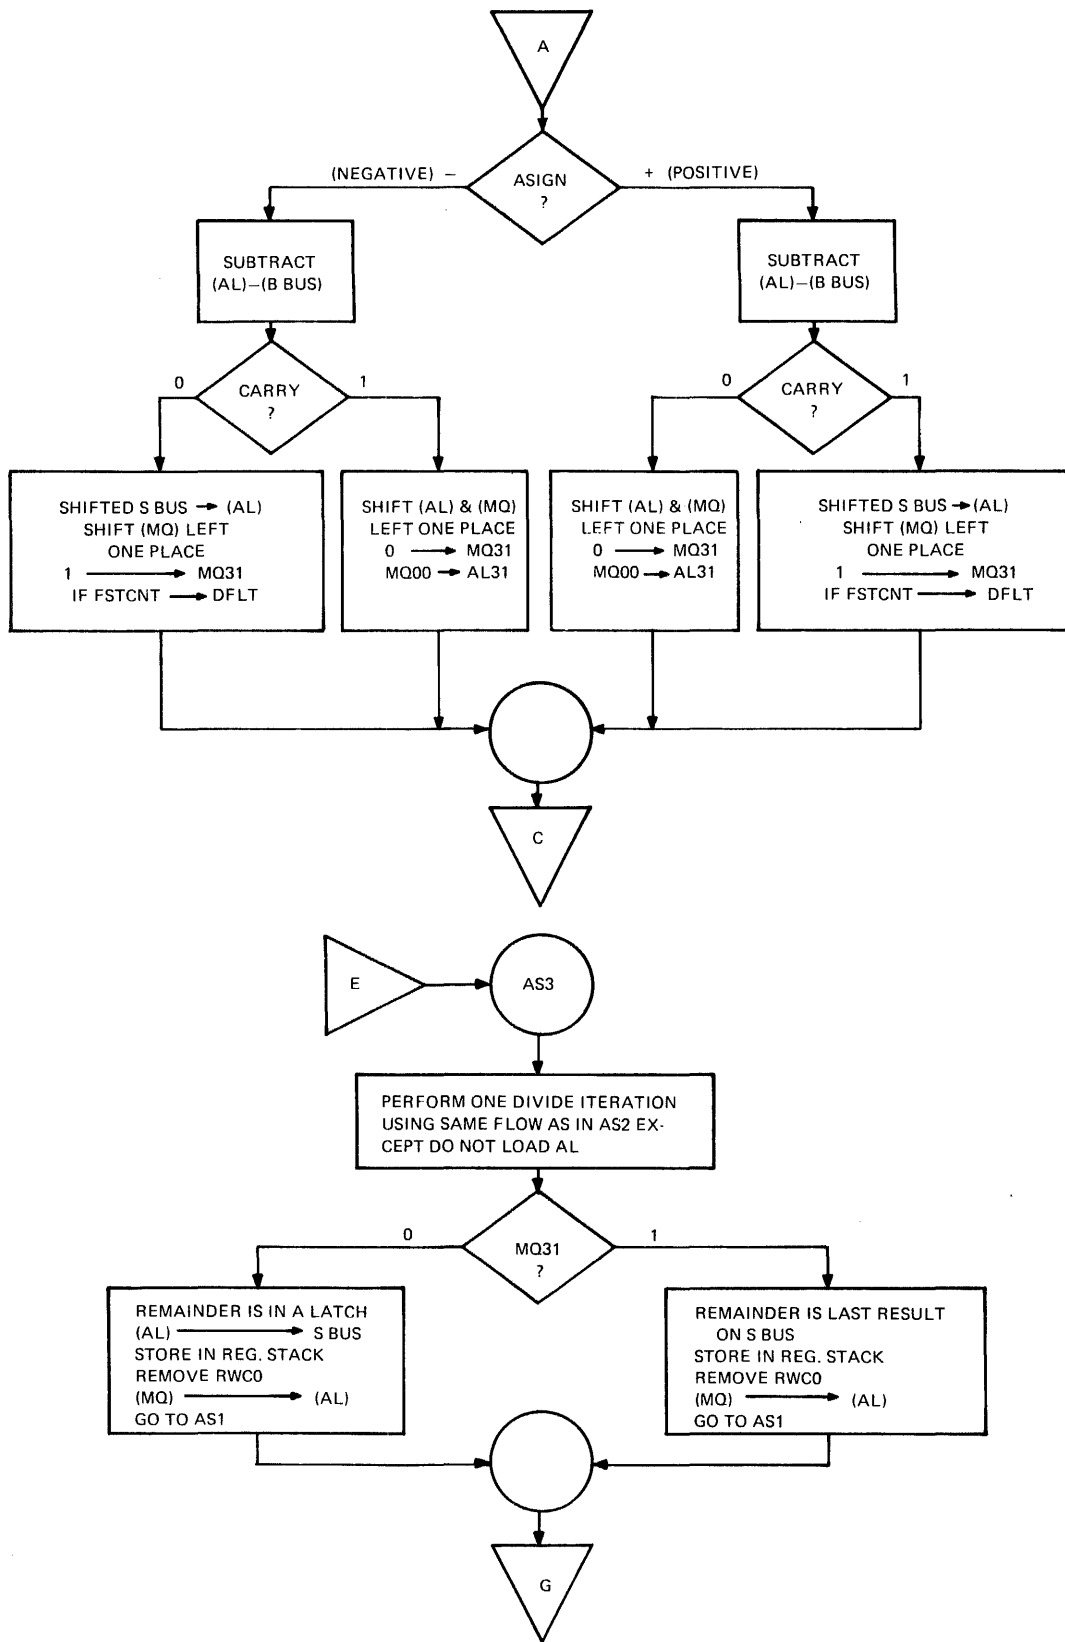 A
(NEGATIVE) −
ASIGN
?
+ (POSITIVE)
SUBTRACT
(AL)−(B BUS)
SUBTRACT
(AL)−(B BUS)
0
CARRY
?
1
0
CARRY
?
1
SHIFTED S BUS → (AL)
SHIFT (MQ) LEFT
ONE PLACE
1 → MQ31
IF FSTCNT → DFLT
SHIFT (AL) & (MQ)
LEFT ONE PLACE
0 → MQ31
MQ00 → AL31
SHIFT (AL) & (MQ)
LEFT ONE PLACE
0 → MQ31
MQ00 → AL31
SHIFTED S BUS → (AL)
SHIFT (MQ) LEFT
ONE PLACE
1 → MQ31
IF FSTCNT → DFLT
C
E
AS3
PERFORM ONE DIVIDE ITERATION
USING SAME FLOW AS IN AS2 EX-
CEPT DO NOT LOAD AL
0
MQ31
?
1
REMAINDER IS IN A LATCH
(AL) → S BUS
STORE IN REG. STACK
REMOVE RWC0
(MQ) → (AL)
GO TO AS1
REMAINDER IS LAST RESULT
ON S BUS
STORE IN REG. STACK
REMOVE RWC0
(MQ) → (AL)
GO TO AS1
G